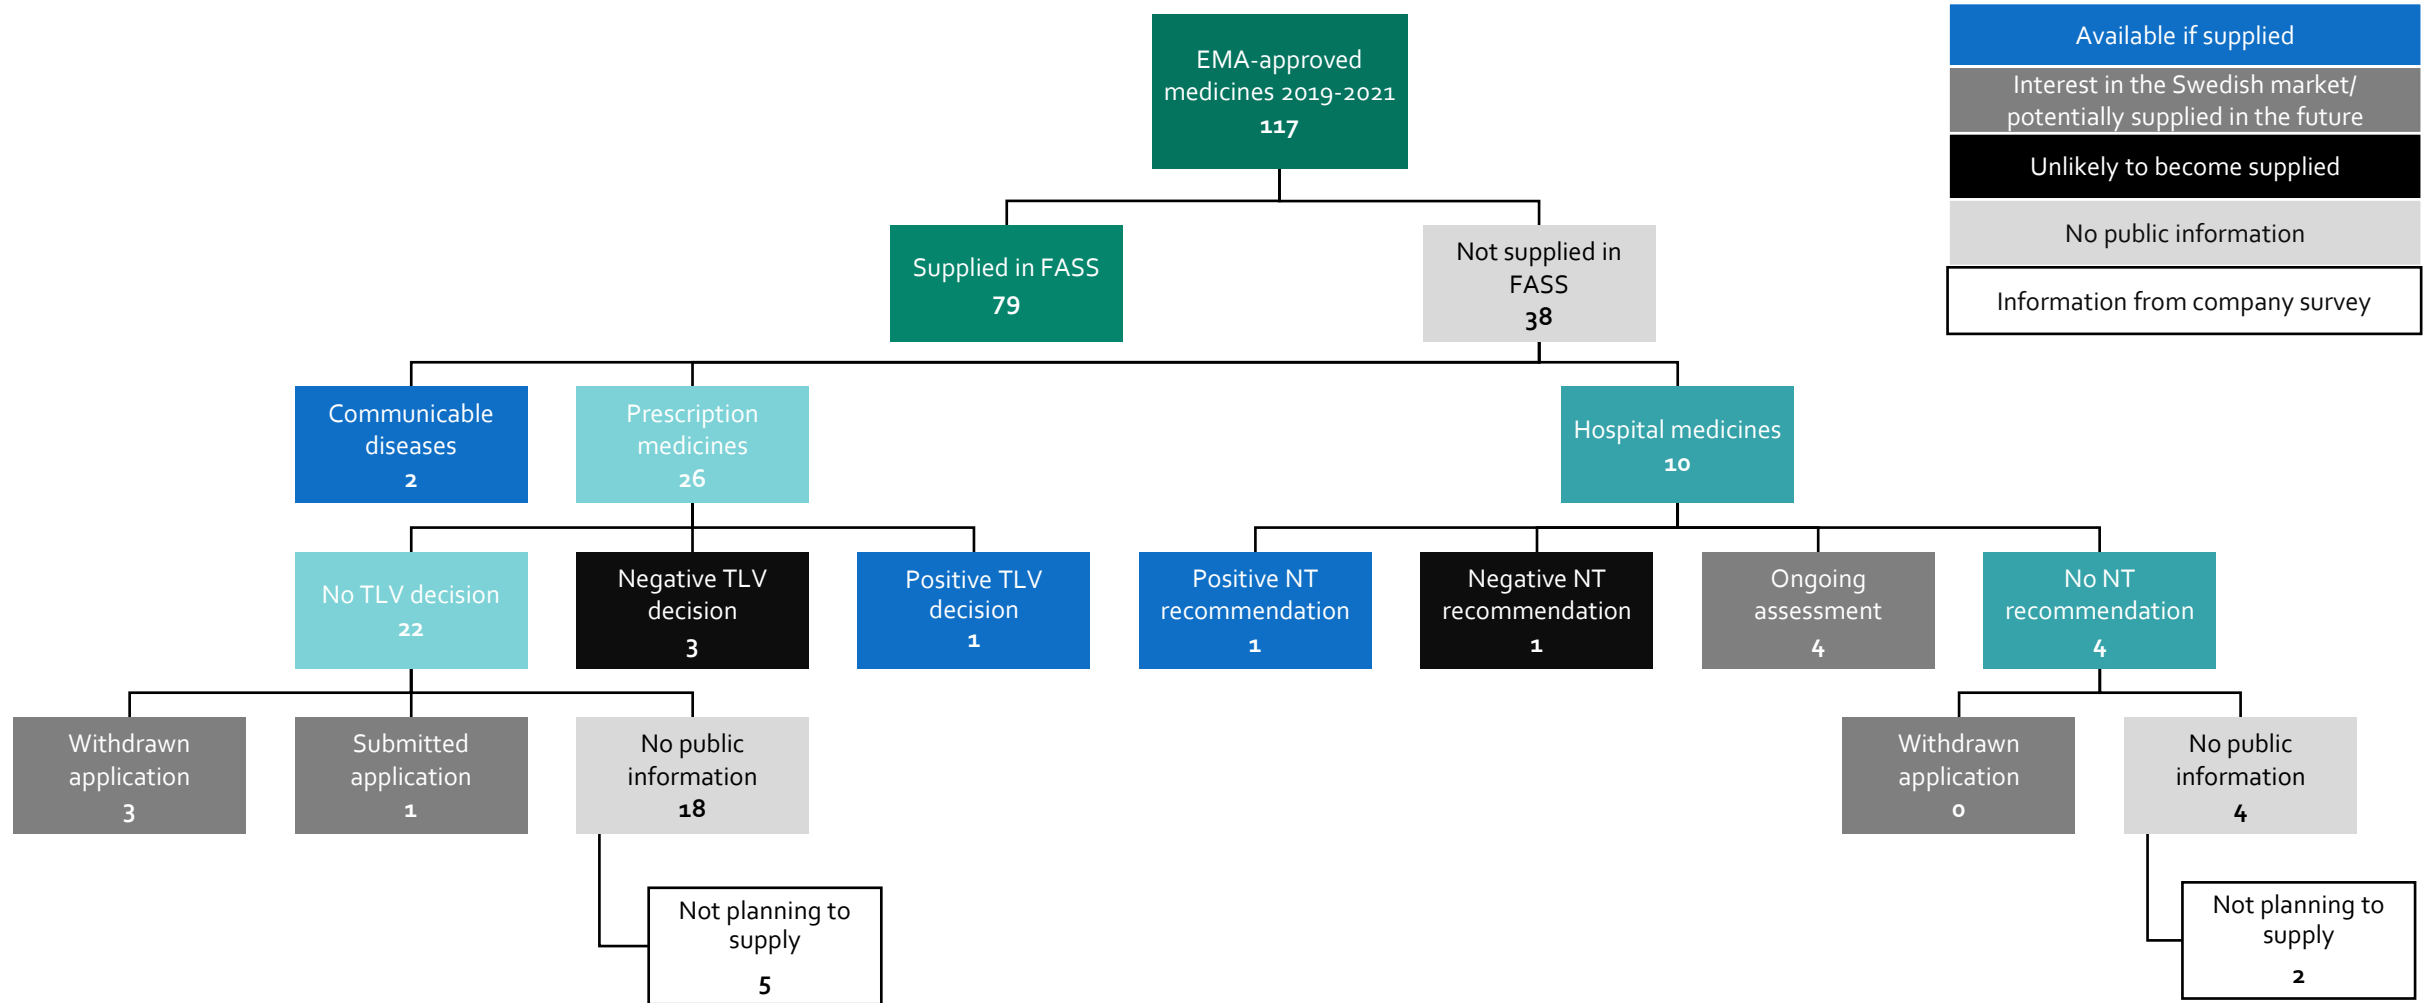 EMA-approved
medicines 2019-2021
117
Available if supplied
Interest in the Swedish market/
potentially supplied in the future
Unlikely to become supplied
No public information
Information from company survey
Supplied in FASS
79
Not supplied in
FASS
38
Communicable
diseases
2
Prescription
medicines
26
Hospital medicines
10
No TLV decision
22
Negative TLV
decision
3
Positive TLV
decision
1
Positive NT
recommendation
1
Negative NT
recommendation
1
Ongoing
assessment
4
No NT
recommendation
4
Withdrawn
application
3
Submitted
application
1
No public
information
18
Withdrawn
application
0
No public
information
4
Not planning to
supply
5
Not planning to
supply
2